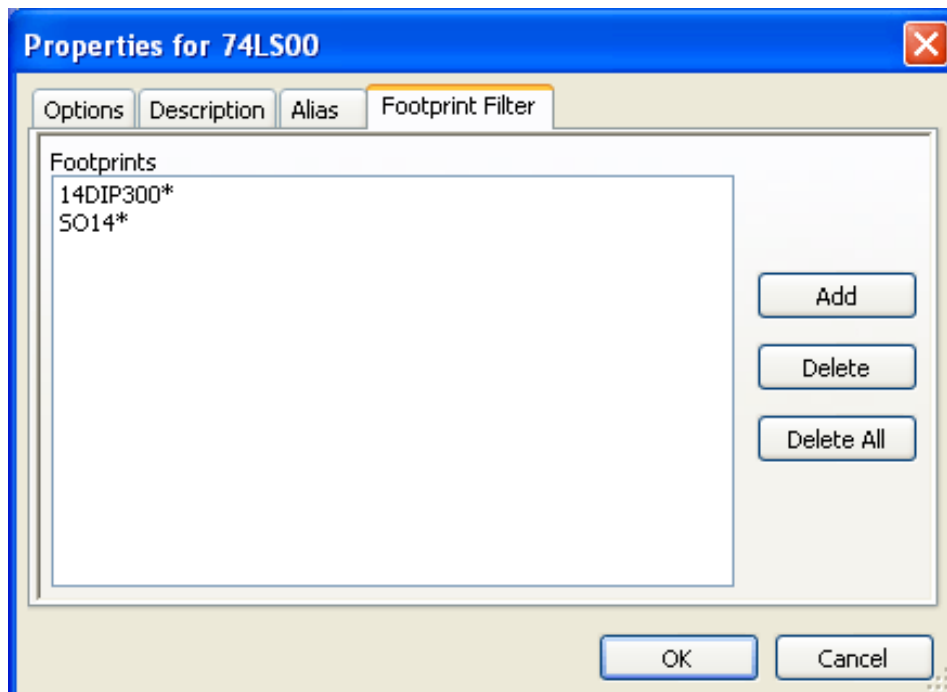 Properties for 74LS00
Options Description Alias Footprint Filter
Footprints
14DIP300*
SO14*
Add
Delete
Delete All
OK Cancel